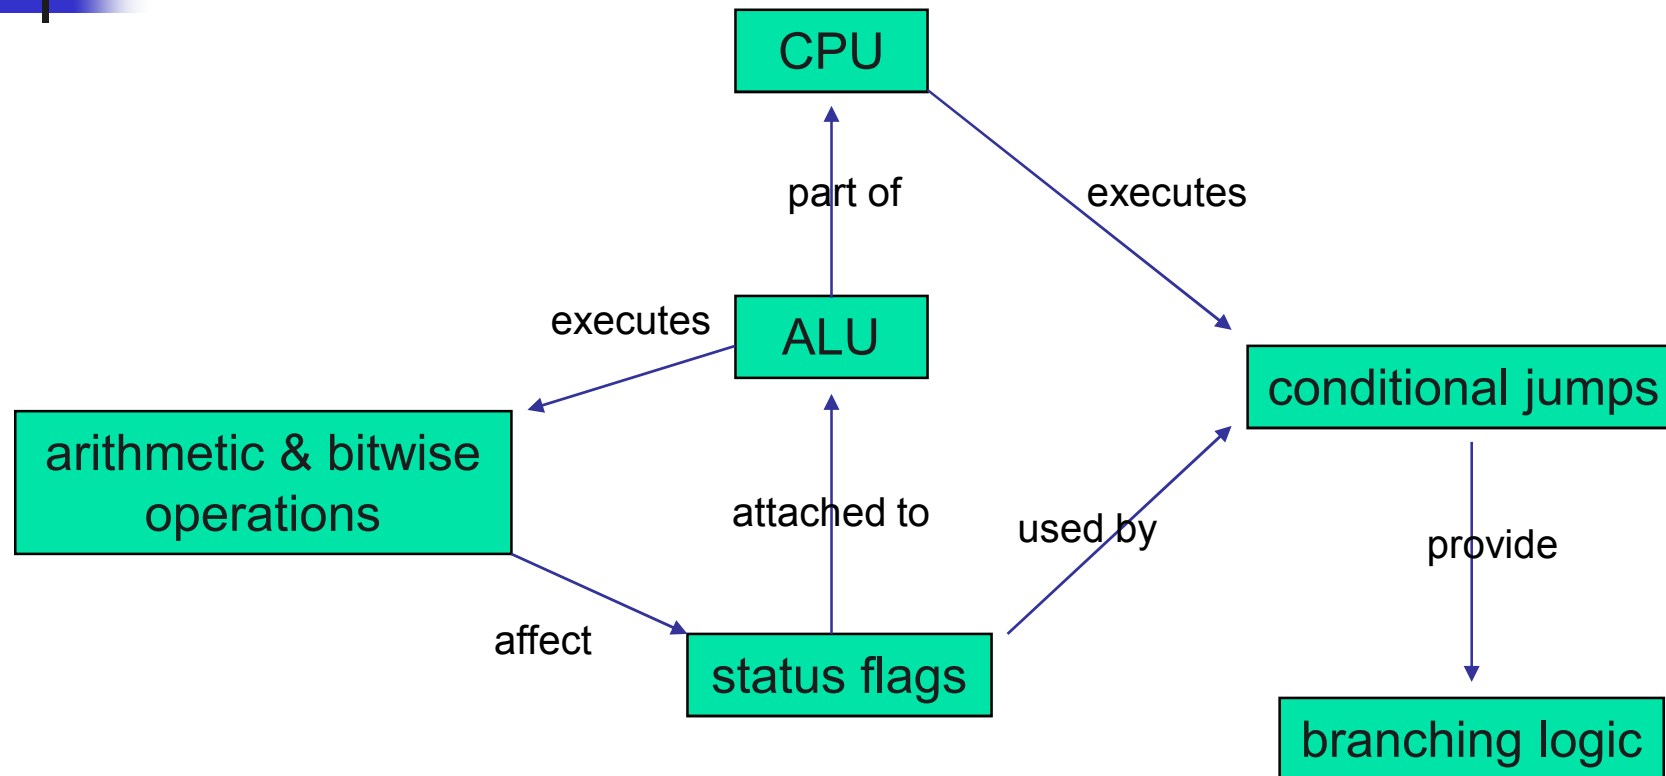 CPU
part of
executes
executes
ALU
conditional jumps
arithmetic & bitwise
operations
attached to
used by
provide
affect
status flags
branching logic